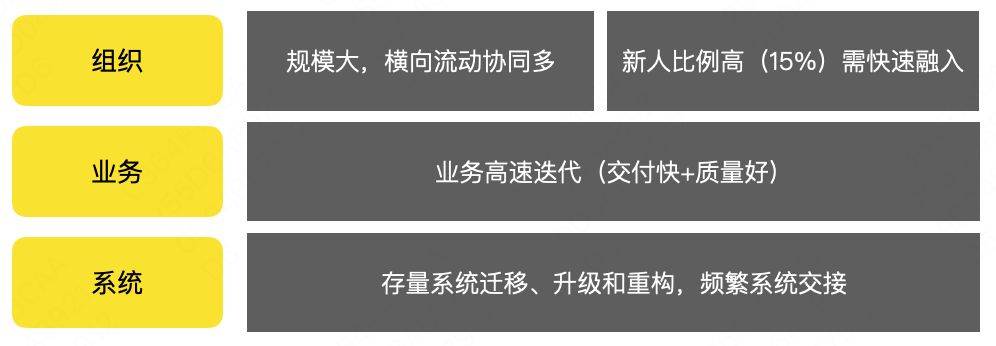 组织
规模大，横向流动协同多
新人比例高（15%）需快速融入
业务
业务高速迭代（交付快+质量好）
系统
存量系统迁移、升级和重构，频繁系统交接